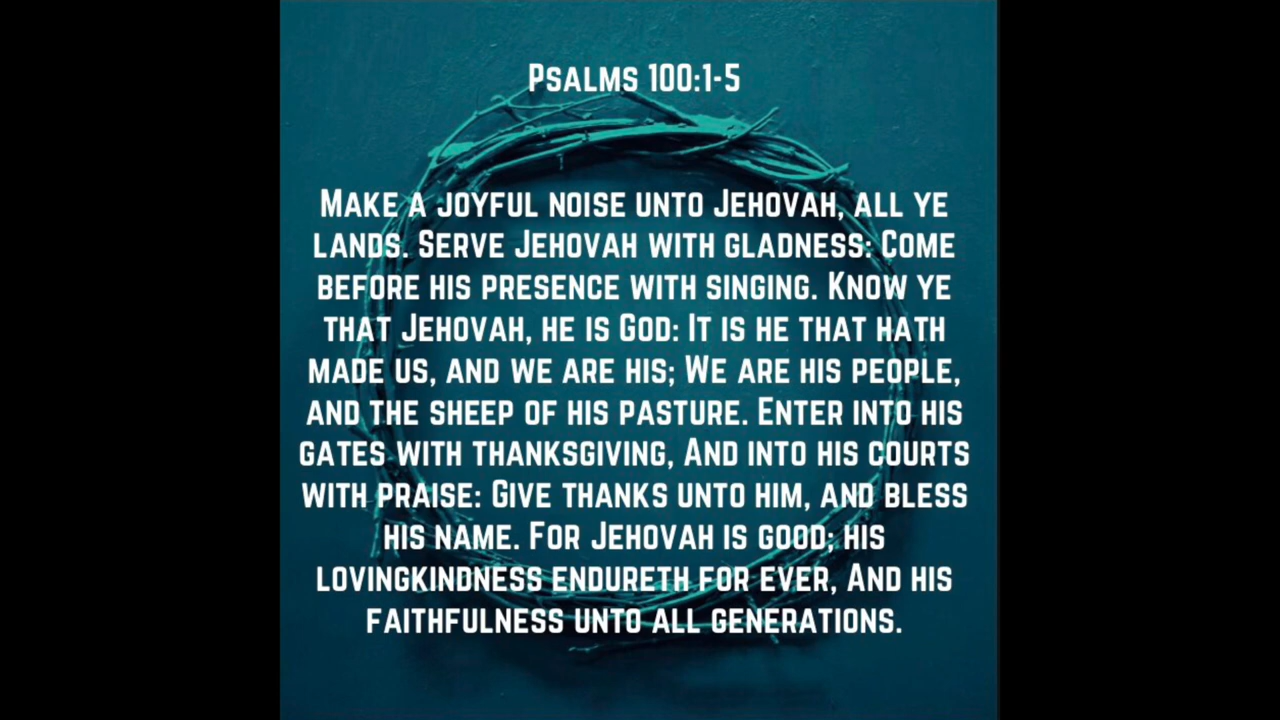 Psalms 100:1-5
Make a joyful noise unto Jehovah, all ye
lands. Serve Jehovah with gladness: Come
before his presence with singing. Know ye
that Jehovah, he is God: It is he that hath
made us, and we are his; We are his people,
and the sheep of his pasture. Enter into his
gates with thanksgiving, And into his courts
with praise: Give thanks unto him, and bless
his name. For Jehovah is good; his
lovingkindness endureth for ever, And his
faithfulness unto all generations.